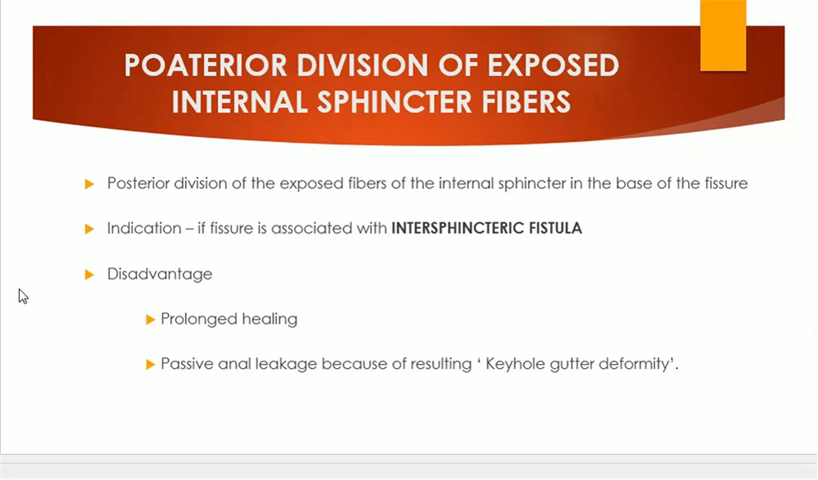 POATERIOR DIVISION OF EXPOSED
INTERNAL SPHINCTER FIBERS
Posterior division of the exposed fibers of the internal sphincter in the base of the fissure
Indication – if fissure is associated with INTERSPHINCTERIC FISTULA
Disadvantage
Prolonged healing
Passive anal leakage because of resulting ‘ Keyhole gutter deformity’.